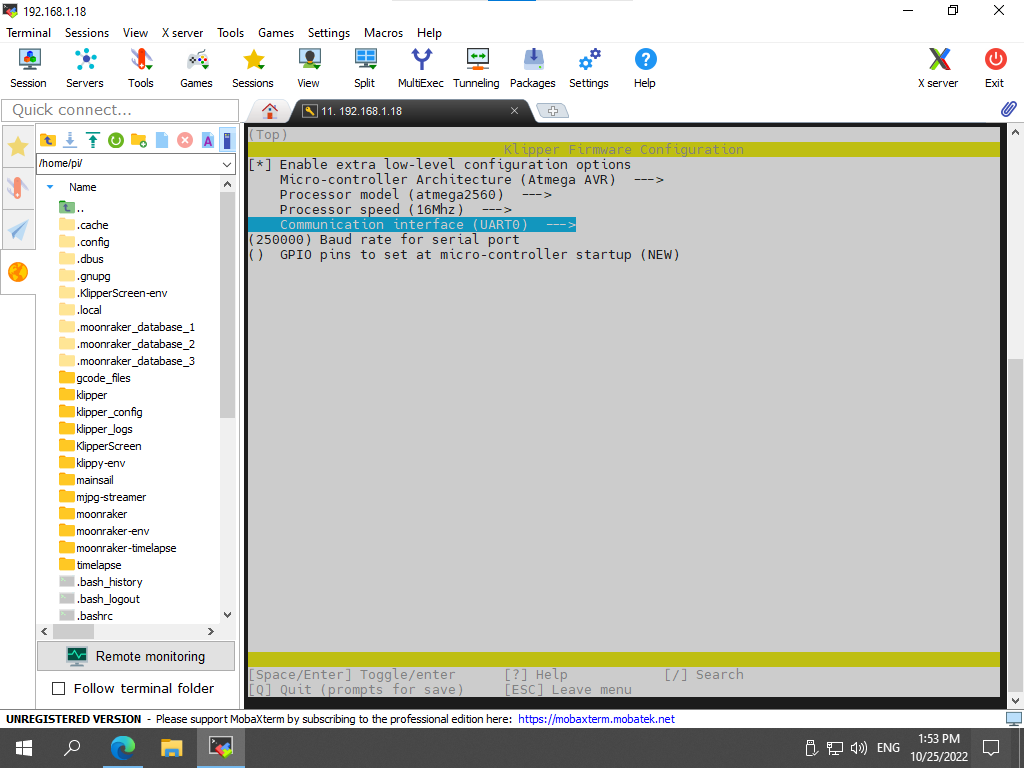 192.168.1.18
Terminal Sessions View X server Tools Games Settings Macros Help
Session Servers Tools Games Sessions View Split MultiExec Tunneling Packages Settings Help X server Exit
Quick connect...
11. 192.168.1.18
/home/pi/
Name
..
.cache
.config
.dbus
.gnupg
.KlipperScreen-env
.local
.moonraker_database_1
.moonraker_database_2
.moonraker_database_3
gcode_files
klipper
klipper_config
klipper_logs
KlipperScreen
klippy-env
mainsail
mjpg-streamer
moonraker
moonraker-env
moonraker-timelapse
timelapse
.bash_history
.bash_logout
.bashrc
Remote monitoring
Follow terminal folder
(Top)
Klipper Firmware Configuration
[*] Enable extra low-level configuration options
Micro-controller Architecture (Atmega AVR) --->
Processor model (atmega2560) --->
Processor speed (16Mhz) --->
Communication interface (UART0) --->
(250000) Baud rate for serial port
() GPIO pins to set at micro-controller startup (NEW)
[Space/Enter] Toggle/enter [?] Help [/] Search
[Q] Quit (prompts for save) [ESC] Leave menu
UNREGISTERED VERSION - Please support MobaXterm by subscribing to the professional edition here: https://mobaxterm.mobatek.net
ENG
1:53 PM
10/25/2022